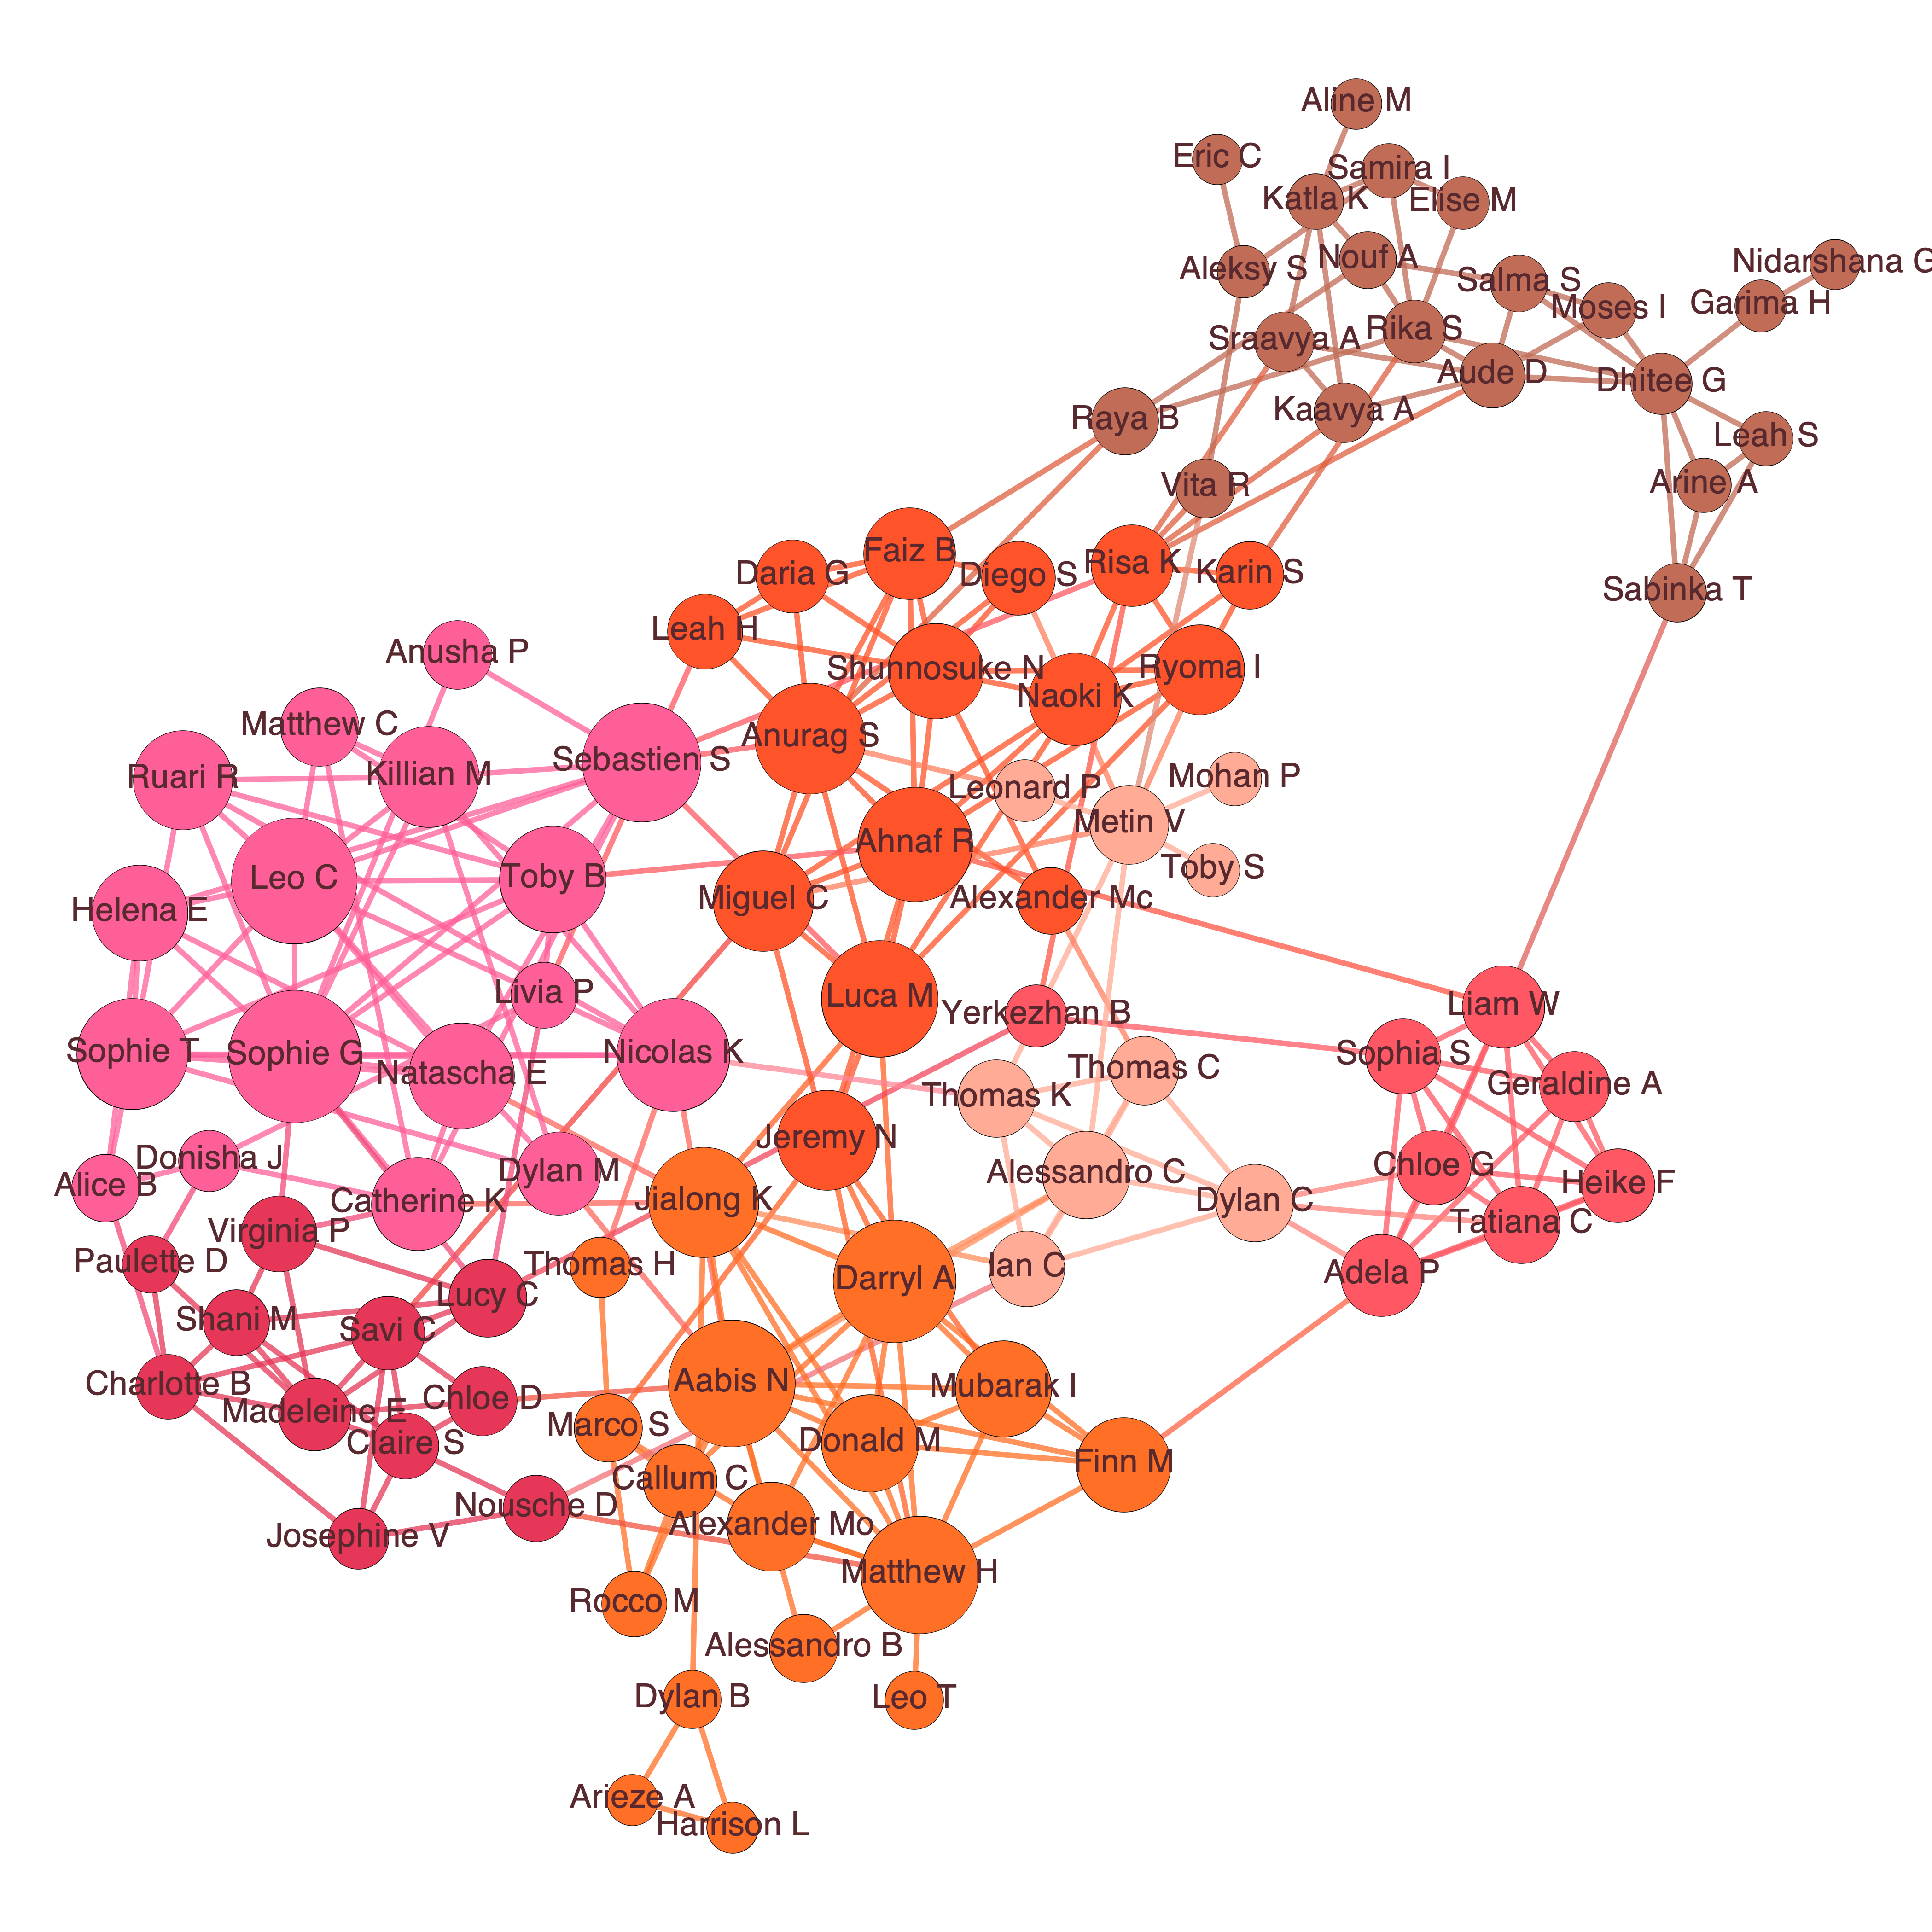 Aline M
Eric C
Samira I
Katla K
Elise M
Aleksy S
Nouf A
Nidarshana G
Salma S
Moses I
Garima H
Sraavya A
Rika S
Aude D
Dhitee G
Raya B
Kaavya A
Leah S
Vita R
Arine A
Faiz B
Daria G
Diego S
Risa K
Karin S
Sabinka T
Leah H
Anusha P
Shunnosuke N
Ryoima I
Naoki K
Matthew C
Anurag S
Sebastien S
Ruari R
Killian M
Leonard P
Mohan P
Metin V
Ahnaf R
Toby S
Leo C
Toby B
Miguel C
Alexander Mc
Helena E
Livia P
Luca M
Yerkezhan B
Liam W
Sophie T
Sophie G
Nicolas K
Natascha E
Sophia S
Thomas C
Geraldine A
Thomas K
Jeremy N
Donisha J
Alice B
Dylan M
Alessandro C
Chloe G
Heike F
Catherine K
Jialong K
Dylan C
Tatiana C
Virginia P
Paulette D
Thomas H
Darryl A
Ian C
Adela P
Lucy C
Shani M
Savi C
Charlotte B
Madeleine E
Chloe D
Aabis N
Mubarak I
Claire S
Marco S
Donald M
Finn M
Callum C
Nousche D
Josephine V
Alexander Mo
Matthew H
Rocco M
Alessandro B
Dylan B
Leo T
Arieze A
Harrison L